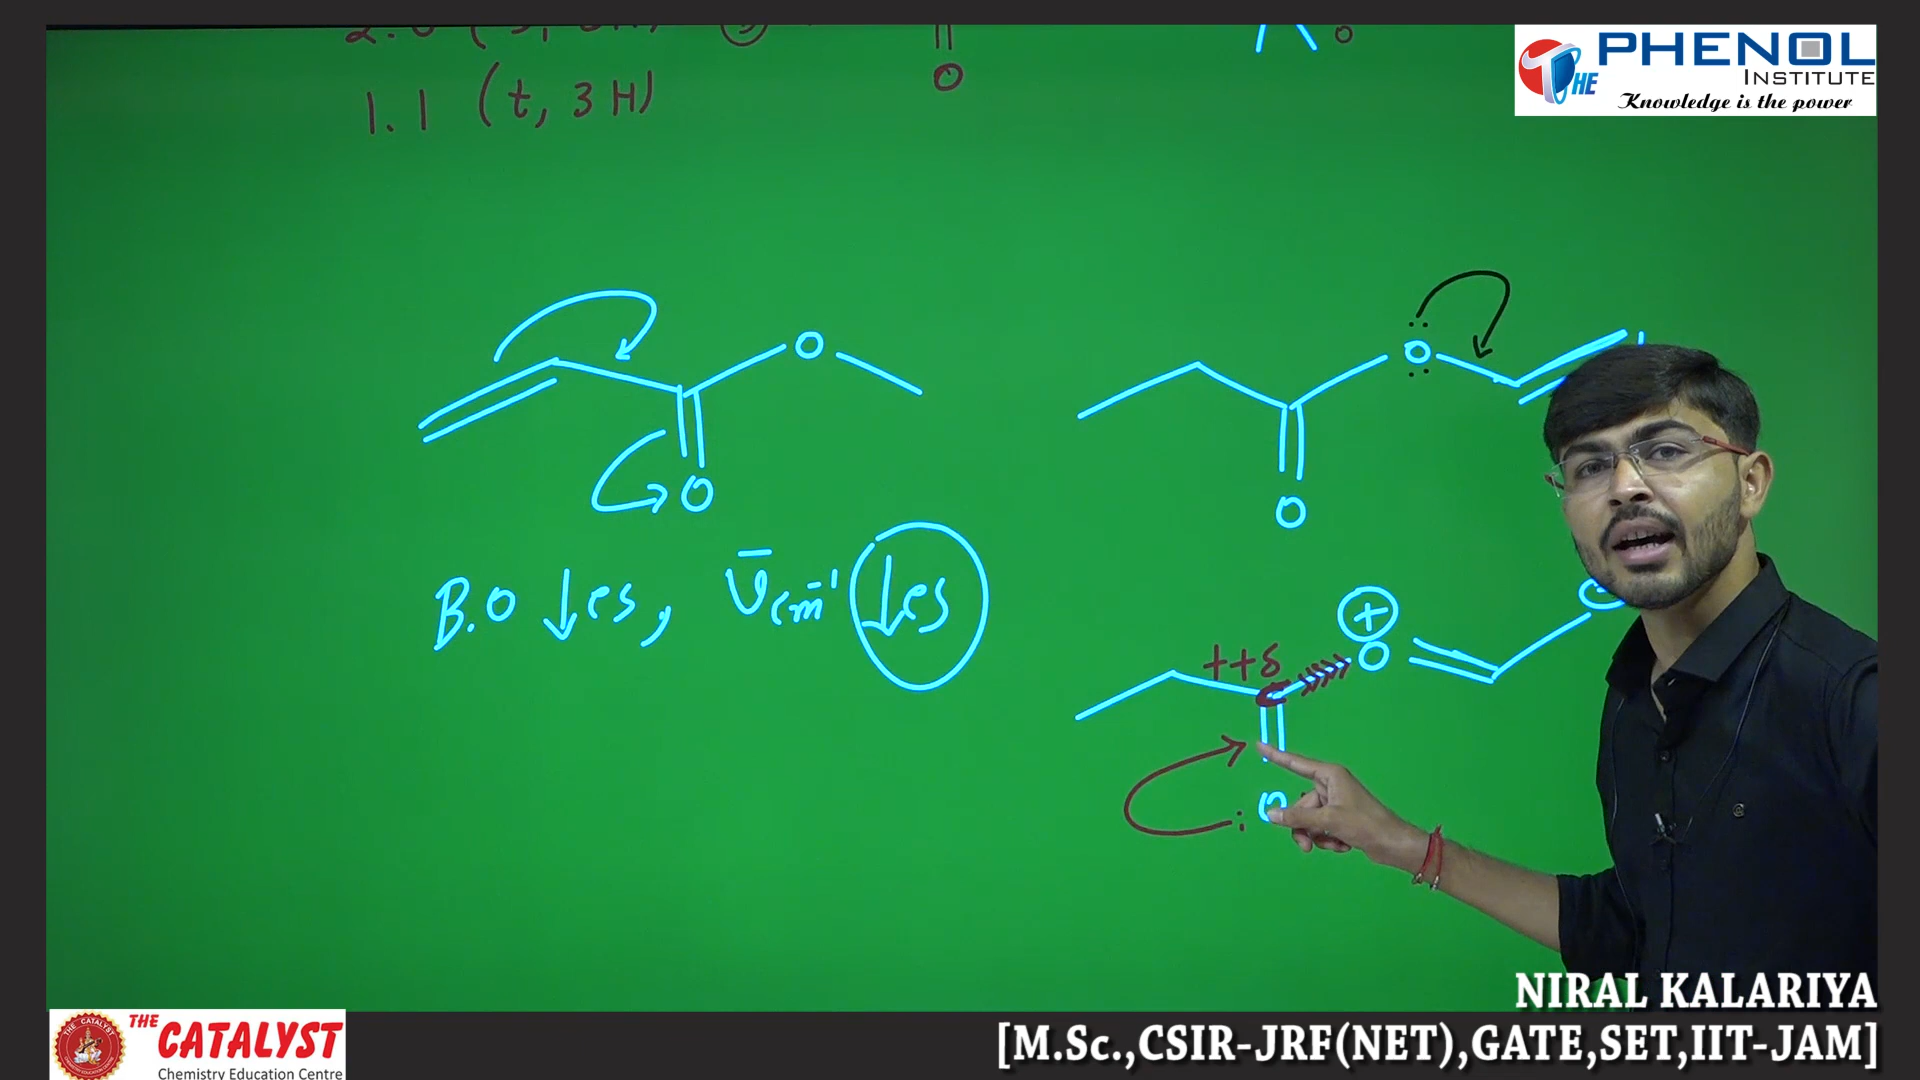 1.1 (t, 3H)
O
O
PHENOL
INSTITUTE
THE
Knowledge is the power
O
O
O
O
B.O ↓es, ῡcm⁻¹ ↓es
⊕
++δ
O
C
O
NIRAL KALARIYA
[M.Sc.,CSIR-JRF(NET),GATE,SET,IIT-JAM]
THE CATALYST
Chemistry Education Centre